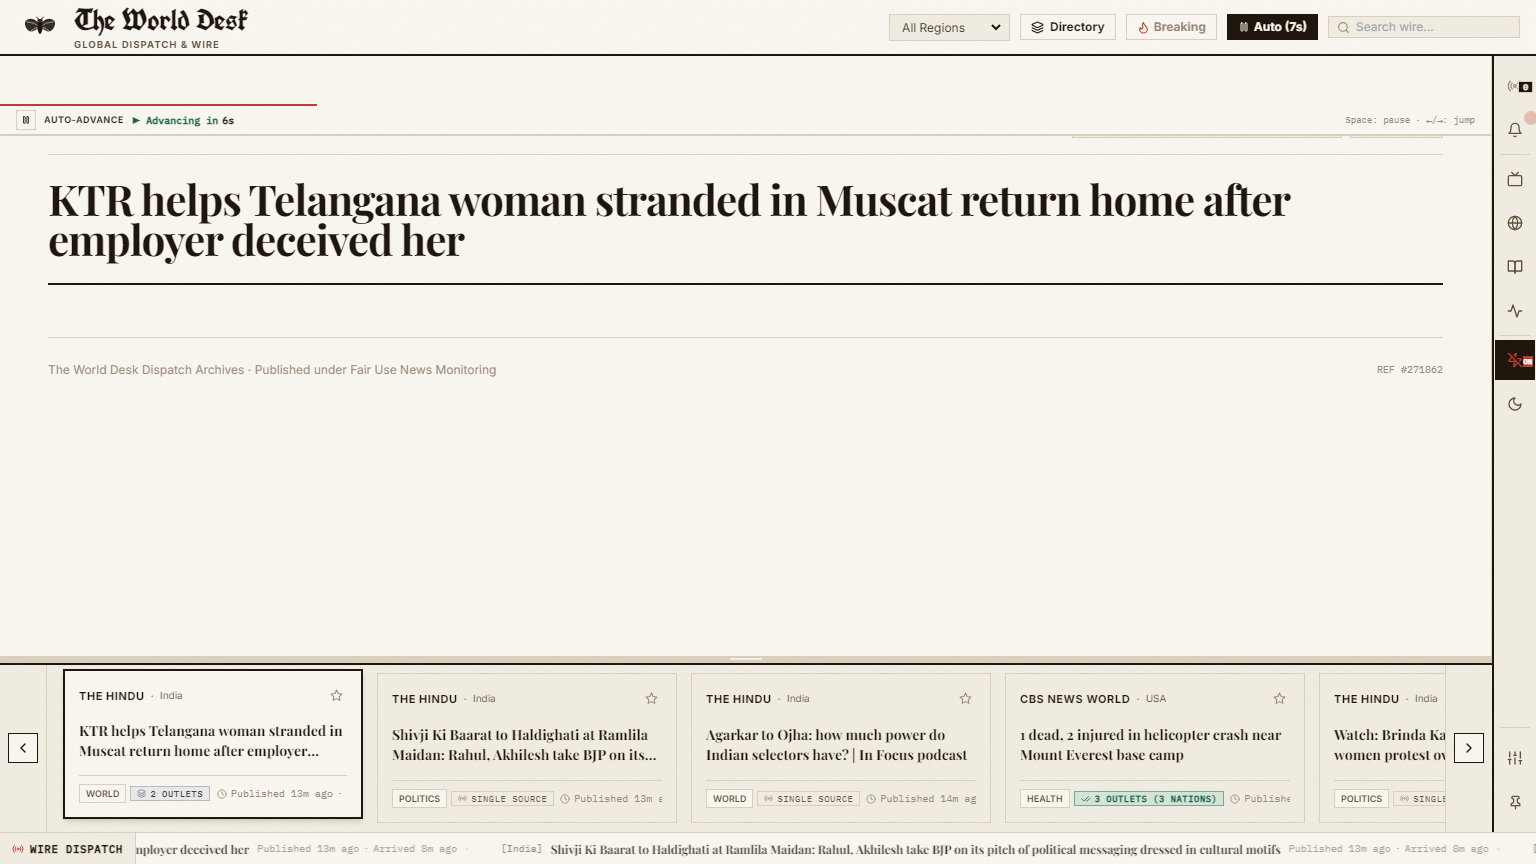 The World Desk
GLOBAL DISPATCH & WIRE
All Regions
Directory
Breaking
Auto (7s)
Search wire...
AUTO-ADVANCE
▶ Advancing in 6s
Space: pause · ←/→: jump
KTR helps Telangana woman stranded in Muscat return home after
employer deceived her
The World Desk Dispatch Archives · Published under Fair Use News Monitoring
REF #271862
ON
THE HINDU · India
KTR helps Telangana woman stranded in
Muscat return home after employer...
WORLD
2 OUTLETS
Published 13m ago ·
THE HINDU · India
Shivji Ki Baarat to Haldighati at Ramlila
Maidan: Rahul, Akhilesh take BJP on its...
POLITICS
SINGLE SOURCE
Published 13m a
THE HINDU · India
Agarkar to Ojha: how much power do
Indian selectors have? | In Focus podcast
WORLD
SINGLE SOURCE
Published 14m ag
CBS NEWS WORLD · USA
1 dead, 2 injured in helicopter crash near
Mount Everest base camp
HEALTH
3 OUTLETS (3 NATIONS)
Publishe
THE HINDU · India
Watch: Brinda Ka
women protest ov
POLITICS
SINGLE
WIRE DISPATCH
mployer deceived her Published 13m ago · Arrived 8m ago ·
[India] Shivji Ki Baarat to Haldighati at Ramlila Maidan: Rahul, Akhilesh take BJP on its pitch of political messaging dressed in cultural motifs Published 13m ago · Arrived 8m ago ·